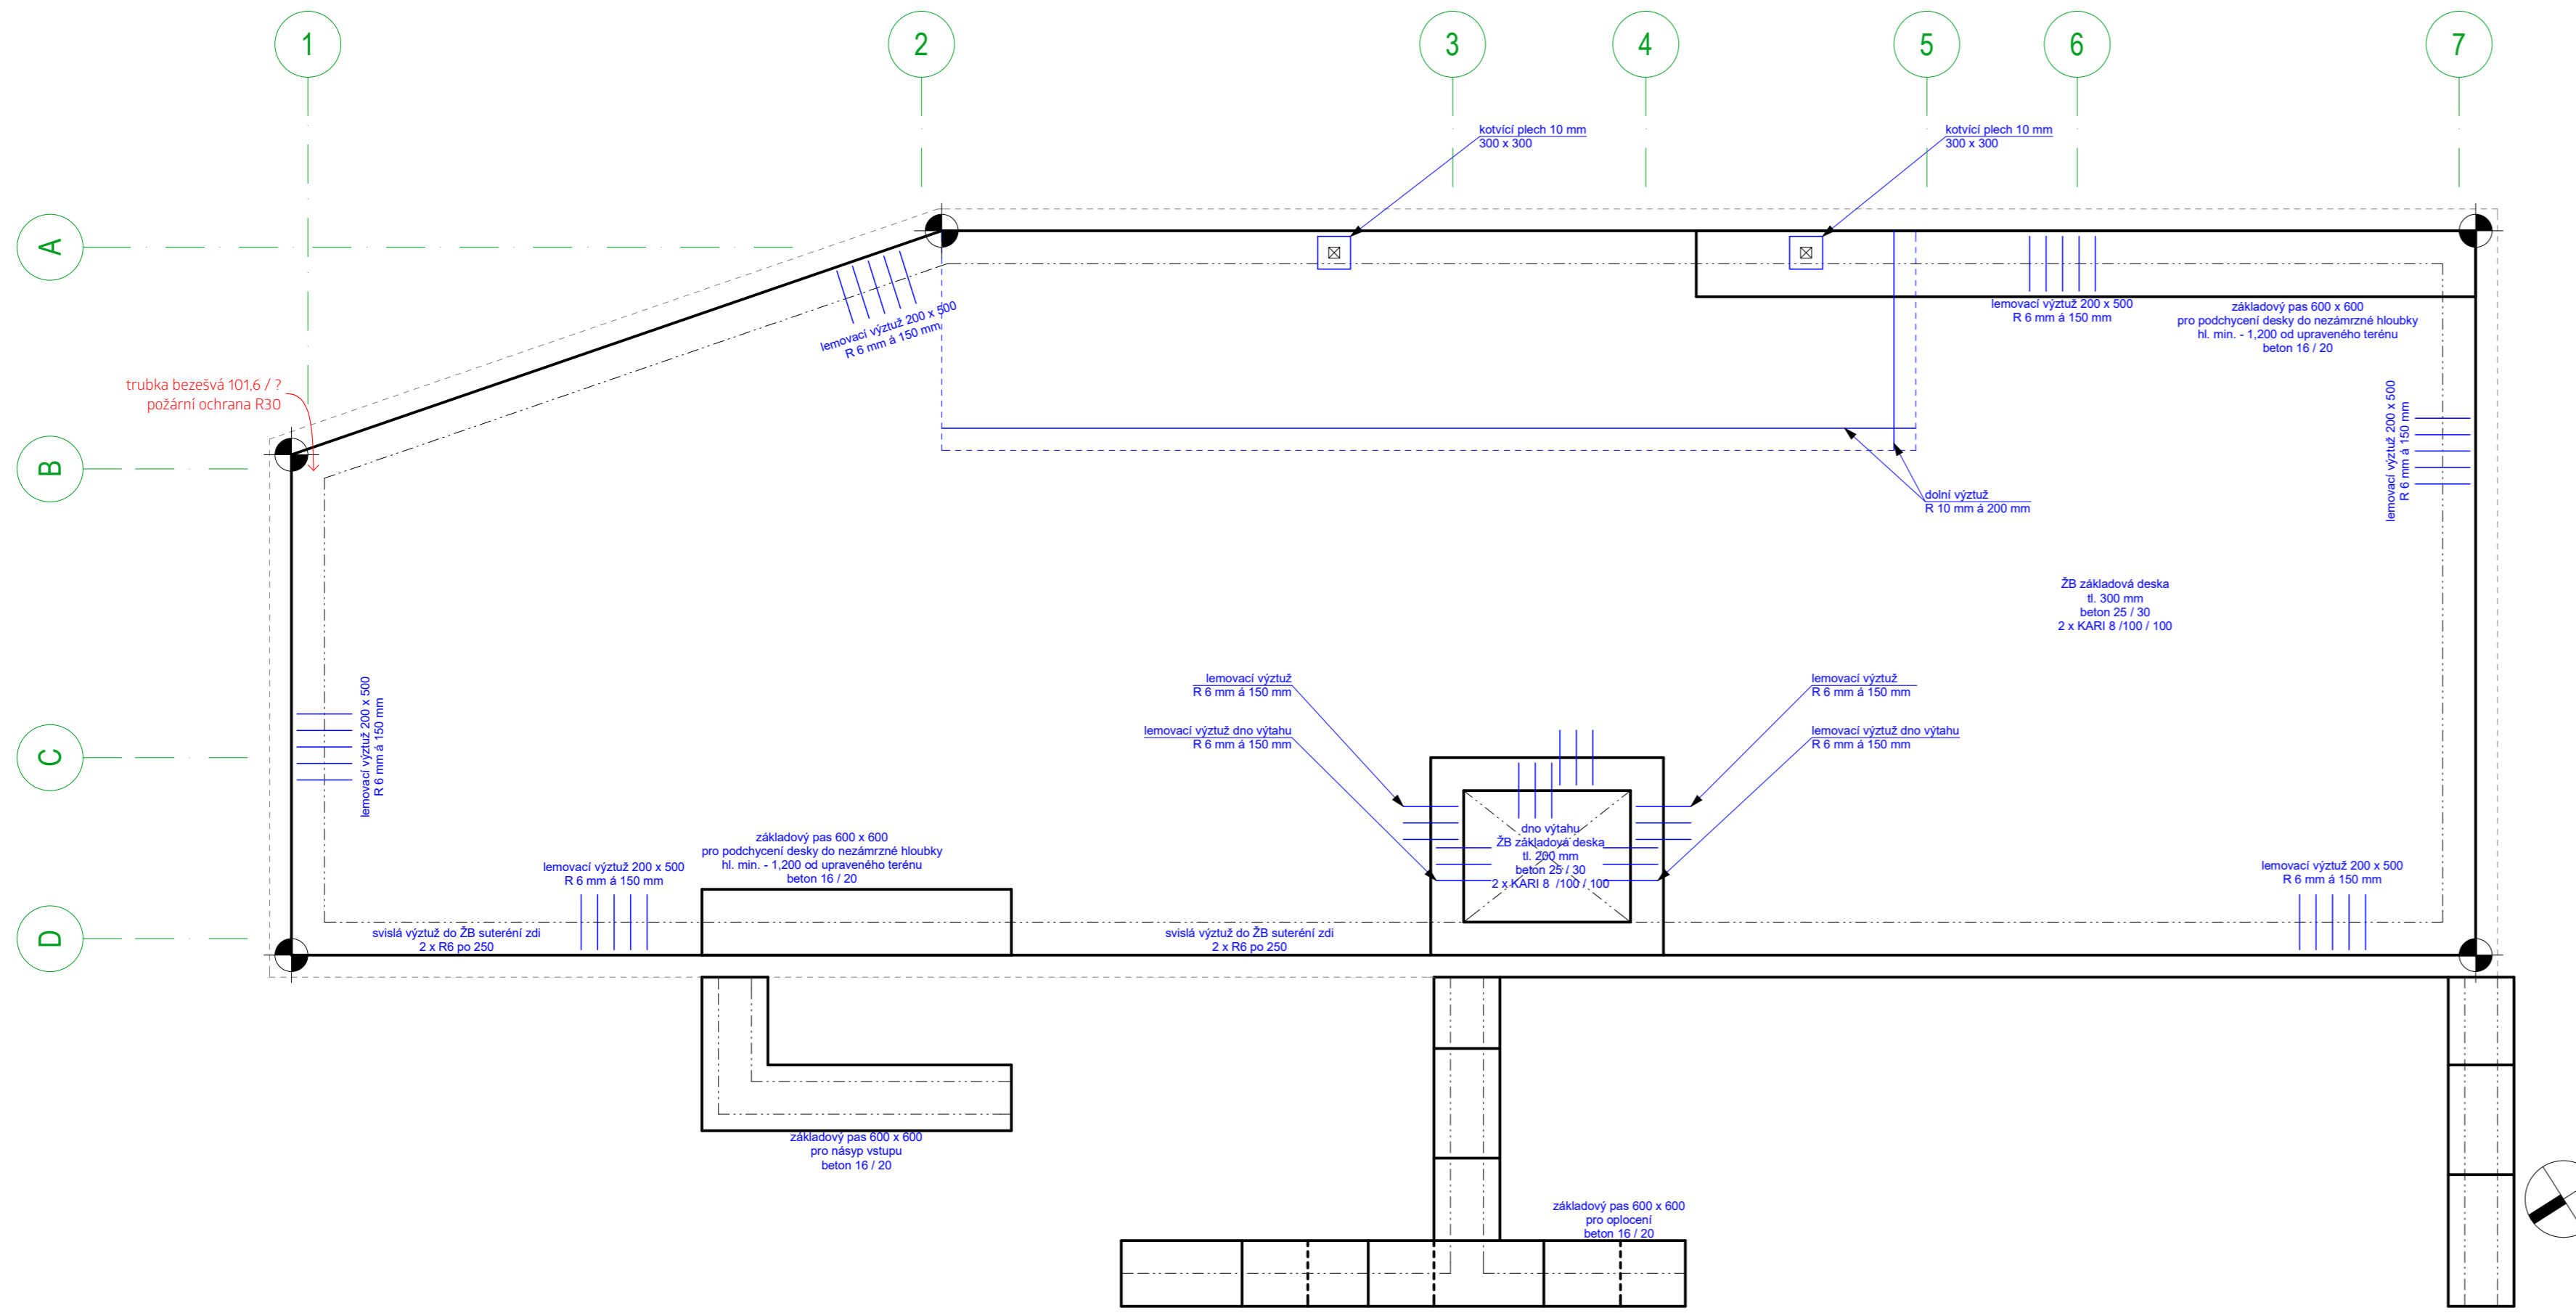 1
2
3
4
5
6
7
kotvící plech 10 mm
300 x 300
kotvící plech 10 mm
300 x 300
A
lemovací výztuž 200 x 500
R 6 mm á 150 mm
lemovací výztuž 200 x 500
R 6 mm á 150 mm
základový pas 600 x 600
pro podchycení desky do nezámrzné hloubky
hl. min. - 1,200 od upraveného terénu
beton 16 / 20
trubka bezešvá 101,6 / ?
požární ochrana R30
lemovací výztuž 200 x 500
R 6 mm á 150 mm
B
dolní výztuž
R 10 mm á 200 mm
ŽB základová deska
tl. 300 mm
beton 25 / 30
2 x KARI 8 /100 / 100
lemovací výztuž 200 x 500
R 6 mm á 150 mm
lemovací výztuž
R 6 mm á 150 mm
lemovací výztuž
R 6 mm á 150 mm
lemovací výztuž dno výtahu
R 6 mm á 150 mm
lemovací výztuž dno výtahu
R 6 mm á 150 mm
C
dno výtahu
ŽB základová deska
tl. 200 mm
beton 25 / 30
2 x KARI 8 /100 / 100
základový pas 600 x 600
pro podchycení desky do nezámrzné hloubky
hl. min. - 1,200 od upraveného terénu
beton 16 / 20
lemovací výztuž 200 x 500
R 6 mm á 150 mm
lemovací výztuž 200 x 500
R 6 mm á 150 mm
D
svislá výztuž do ŽB suteréní zdi
2 x R6 po 250
svislá výztuž do ŽB suteréní zdi
2 x R6 po 250
základový pas 600 x 600
pro násyp vstupu
beton 16 / 20
základový pas 600 x 600
pro oplocení
beton 16 / 20